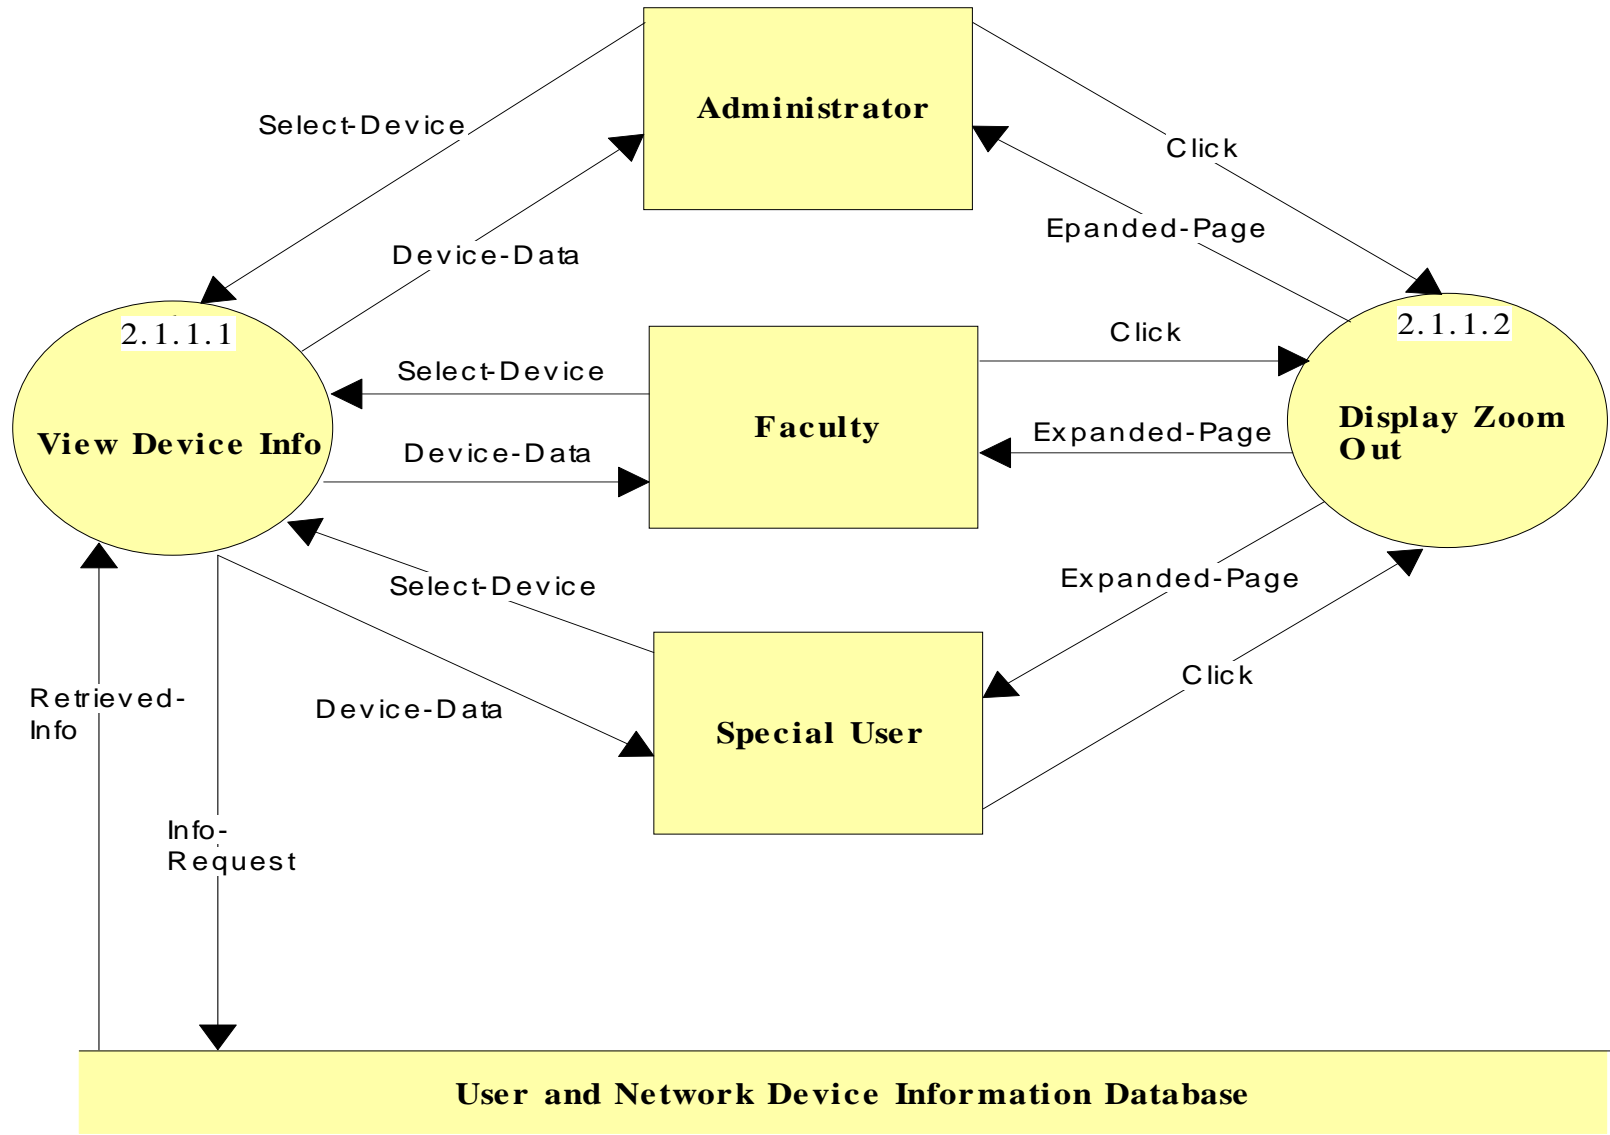 Administrator
Select-Device
Click
Epanded-Page
Device-Data
2.1.1.1
2.1.1.2
Click
Select-Device
Faculty
Display Zoom
Out
View Device Info
Expanded-Page
Device-Data
Select-Device
Expanded-Page
Click
Retrieved-
Info
Device-Data
Special User
Info-
Request
User and Network Device Information Database